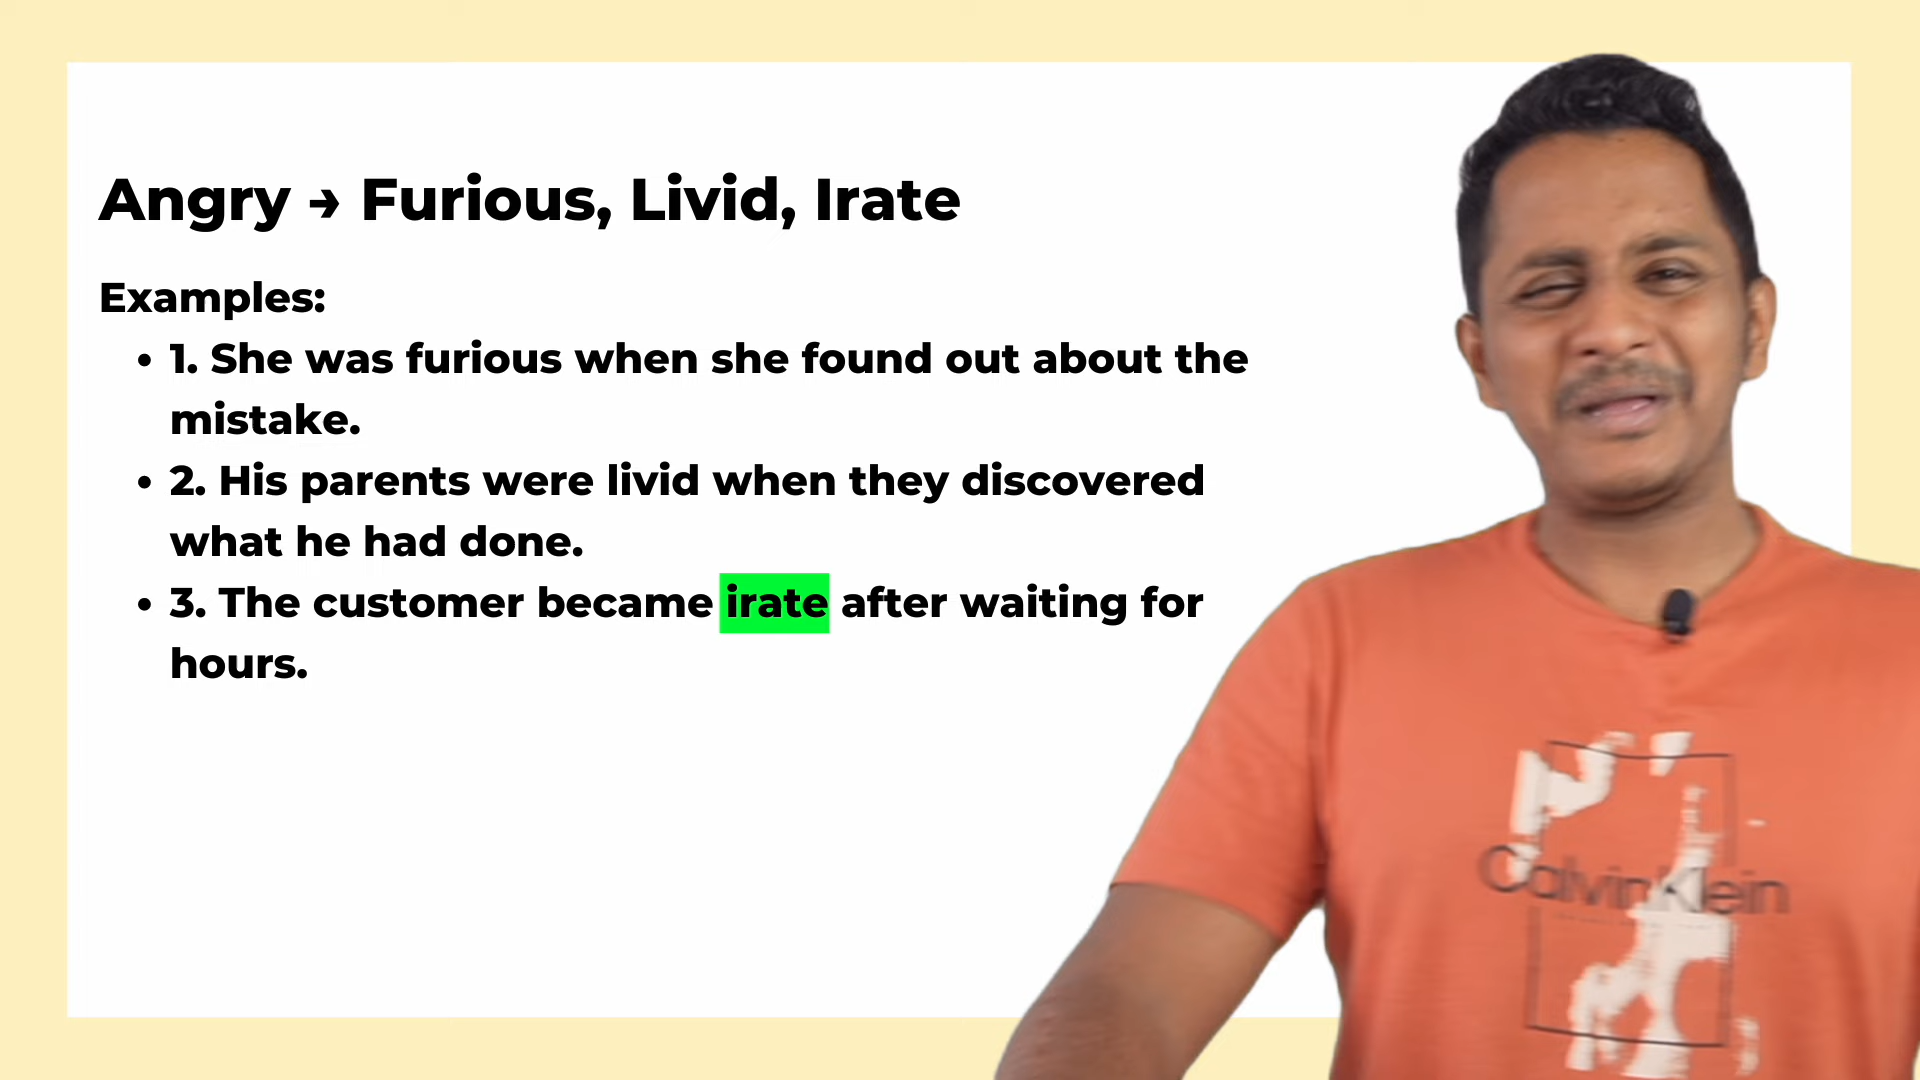 Angry → Furious, Livid, Irate
Examples:
• 1. She was furious when she found out about the
mistake.
• 2. His parents were livid when they discovered
what he had done.
• 3. The customer became irate after waiting for
hours.
Calvin Klein